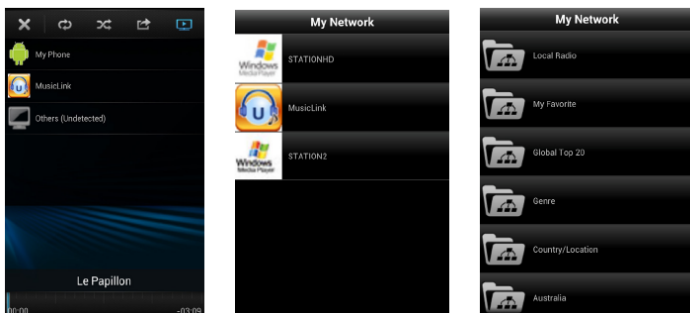 My Phone
MusicLink
Others (Undetected)
Le Papillon
00:00
-03:09
My Network
Windows
Media Player
STATIONHD
U
MusicLink
Windows
Media Player
STATION2
My Network
Local Radio
My Favorite
Global Top 20
Genre
Country/Location
Australia